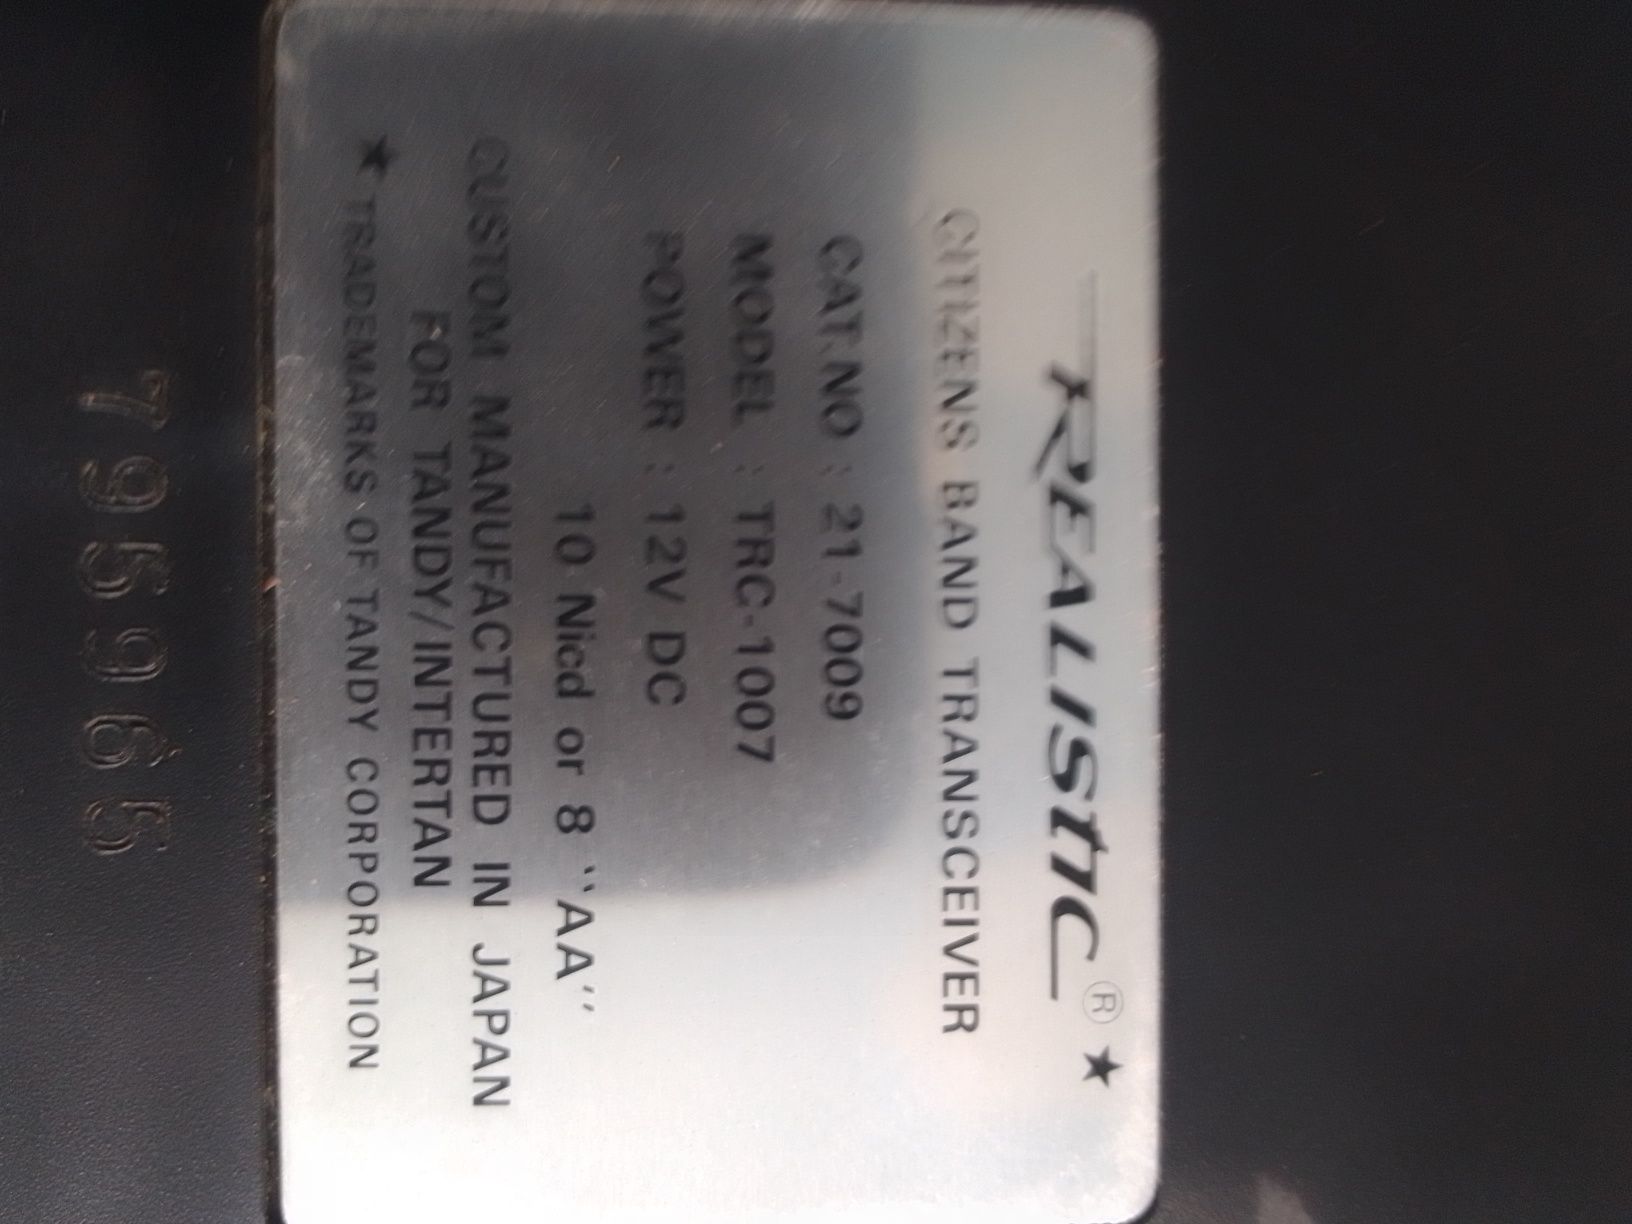 REALISTIC ® ★
CITIZENS BAND TRANSCEIVER
CAT.NO : 21-7009
MODEL : TRC-1007
POWER : 12V DC
10 Nicd or 8 "AA"
CUSTOM MANUFACTURED IN JAPAN
FOR TANDY/INTERTAN
★ TRADEMARKS OF TANDY CORPORATION
795965